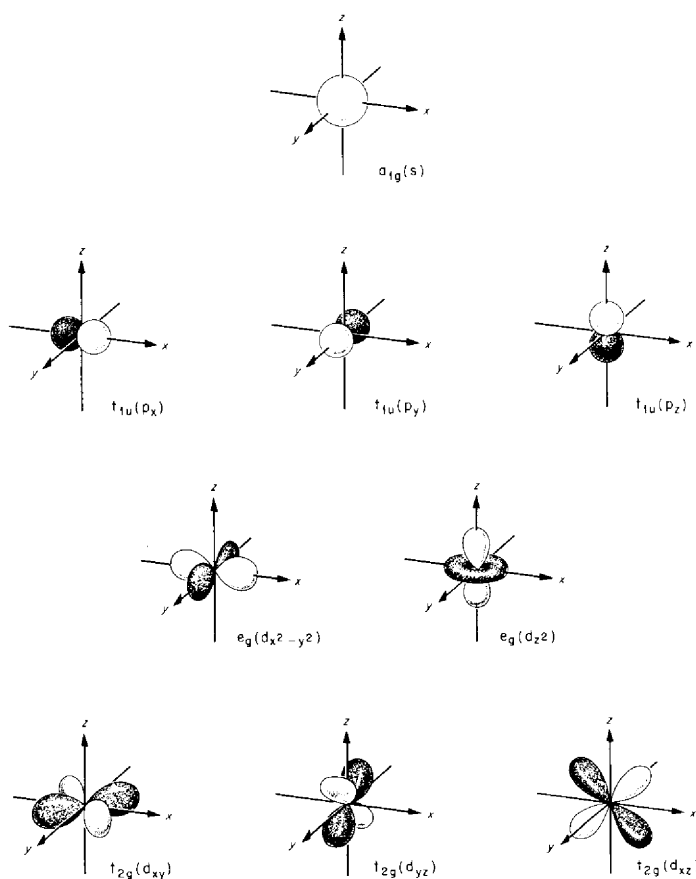 z
x
y
a1g(s)
z z z
x x x
y y y
t1u(px) t1u(py) t1u(pz)
z z
x x
y y
eg(dx2-y2) eg(dz2)
z z z
x x x
y y y
t2g(dxy) t2g(dyz) t2g(dxz)